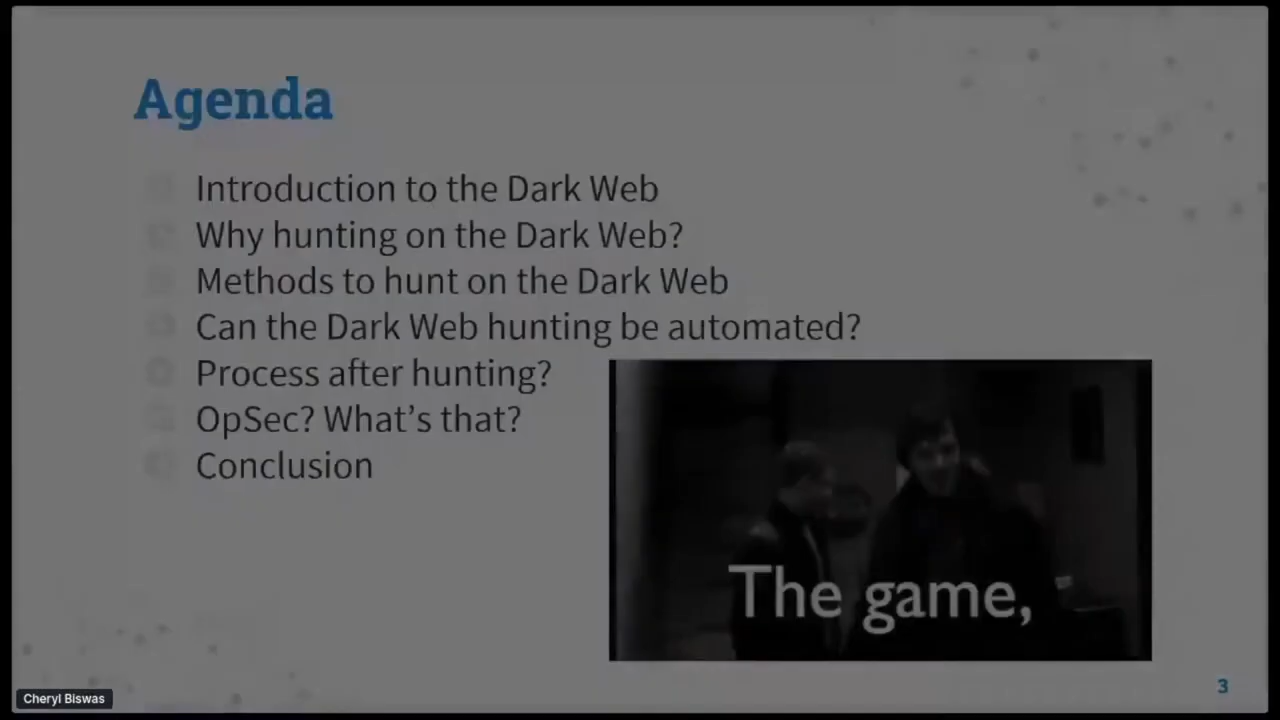 Agenda
Introduction to the Dark Web
Why hunting on the Dark Web?
Methods to hunt on the Dark Web
Can the Dark Web hunting be automated?
Process after hunting?
OpSec? What's that?
Conclusion
The game,
3
Cheryl Biswas